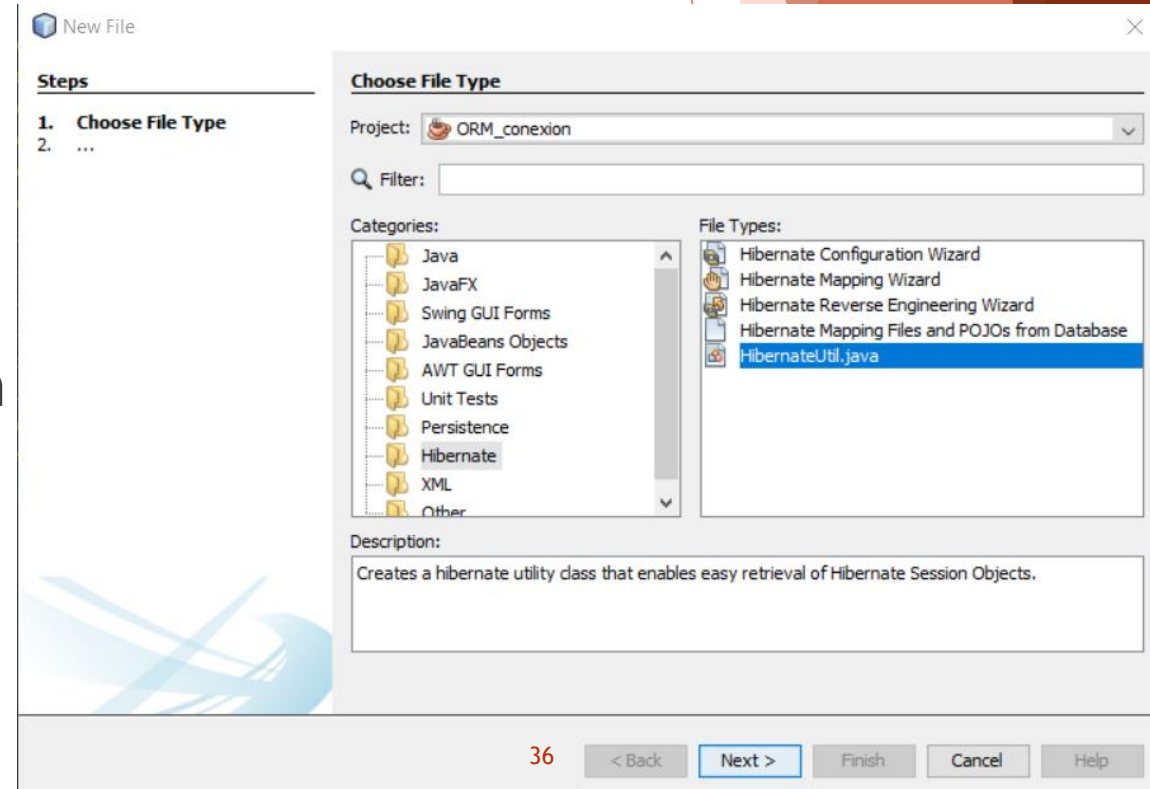 New File
Steps
1. Choose File Type
2. ...
Choose File Type
Project: ORM_conexion
Filter:
Categories:
Java
JavaFX
Swing GUI Forms
JavaBeans Objects
AWT GUI Forms
Unit Tests
Persistence
Hibernate
XML
Other
File Types:
Hibernate Configuration Wizard
Hibernate Mapping Wizard
Hibernate Reverse Engineering Wizard
Hibernate Mapping Files and POJOs from Database
HibernateUtil.java
Description:
Creates a hibernate utility class that enables easy retrieval of Hibernate Session Objects.
36
< Back Next > Finish Cancel Help